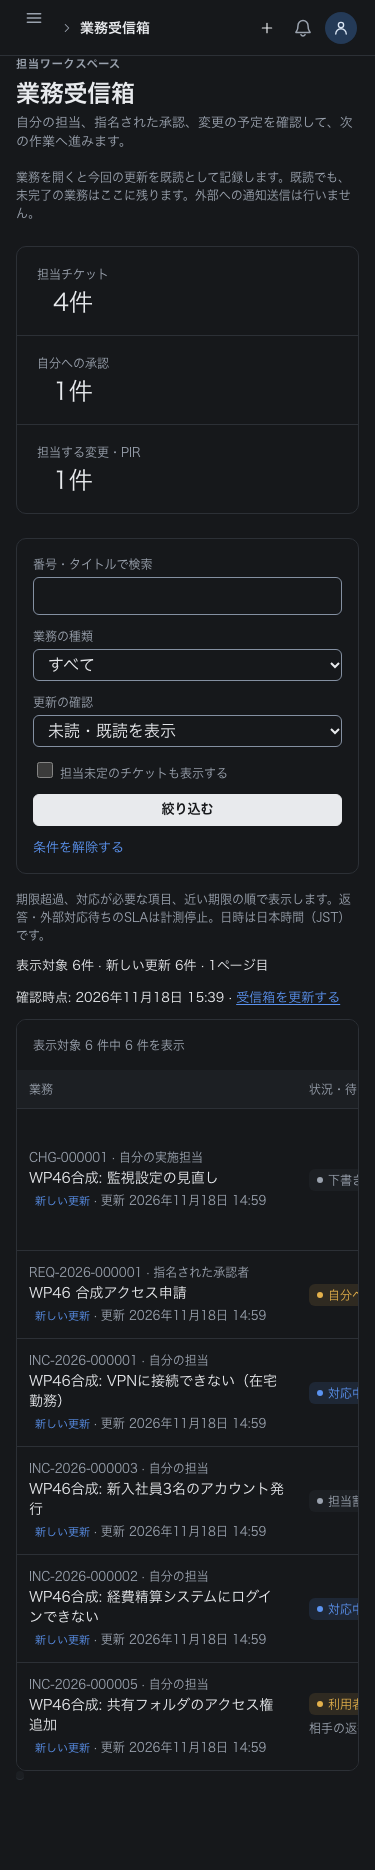 業務受信箱
担当ワークスペース
業務受信箱
自分の担当、指名された承認、変更の予定を確認して、次
の作業へ進みます。
業務を開くと今回の更新を既読として記録します。既読でも、
未完了の業務はここに残ります。外部への通知送信は行いませ
ん。
担当チケット
4件
自分への承認
1件
担当する変更・PIR
1件
番号・タイトルで検索
業務の種類
すべて
更新の確認
未読・既読を表示
担当未定のチケットも表示する
絞り込む
条件を解除する
期限超過、対応が必要な項目、近い期限の順で表示します。返
答・外部対応待ちのSLAは計測停止。日時は日本時間（JST）
です。
表示対象 6件 · 新しい更新 6件 · 1ページ目
確認時点: 2026年11月18日 15:39 · 受信箱を更新する
表示対象 6 件中 6 件を表示
業務 状況・待
CHG-000001 · 自分の実施担当
WP46合成: 監視設定の見直し
新しい更新 · 更新 2026年11月18日 14:59
下書
REQ-2026-000001 · 指名された承認者
WP46 合成アクセス申請
新しい更新 · 更新 2026年11月18日 14:59
自分
INC-2026-000001 · 自分の担当
WP46合成: VPNに接続できない（在宅
勤務）
新しい更新 · 更新 2026年11月18日 14:59
対応中
INC-2026-000003 · 自分の担当
WP46合成: 新入社員3名のアカウント発
行
新しい更新 · 更新 2026年11月18日 14:59
担当
INC-2026-000002 · 自分の担当
WP46合成: 経費精算システムにログイ
ンできない
新しい更新 · 更新 2026年11月18日 14:59
対応中
INC-2026-000005 · 自分の担当
WP46合成: 共有フォルダのアクセス権
追加
新しい更新 · 更新 2026年11月18日 14:59
利用者
相手の返